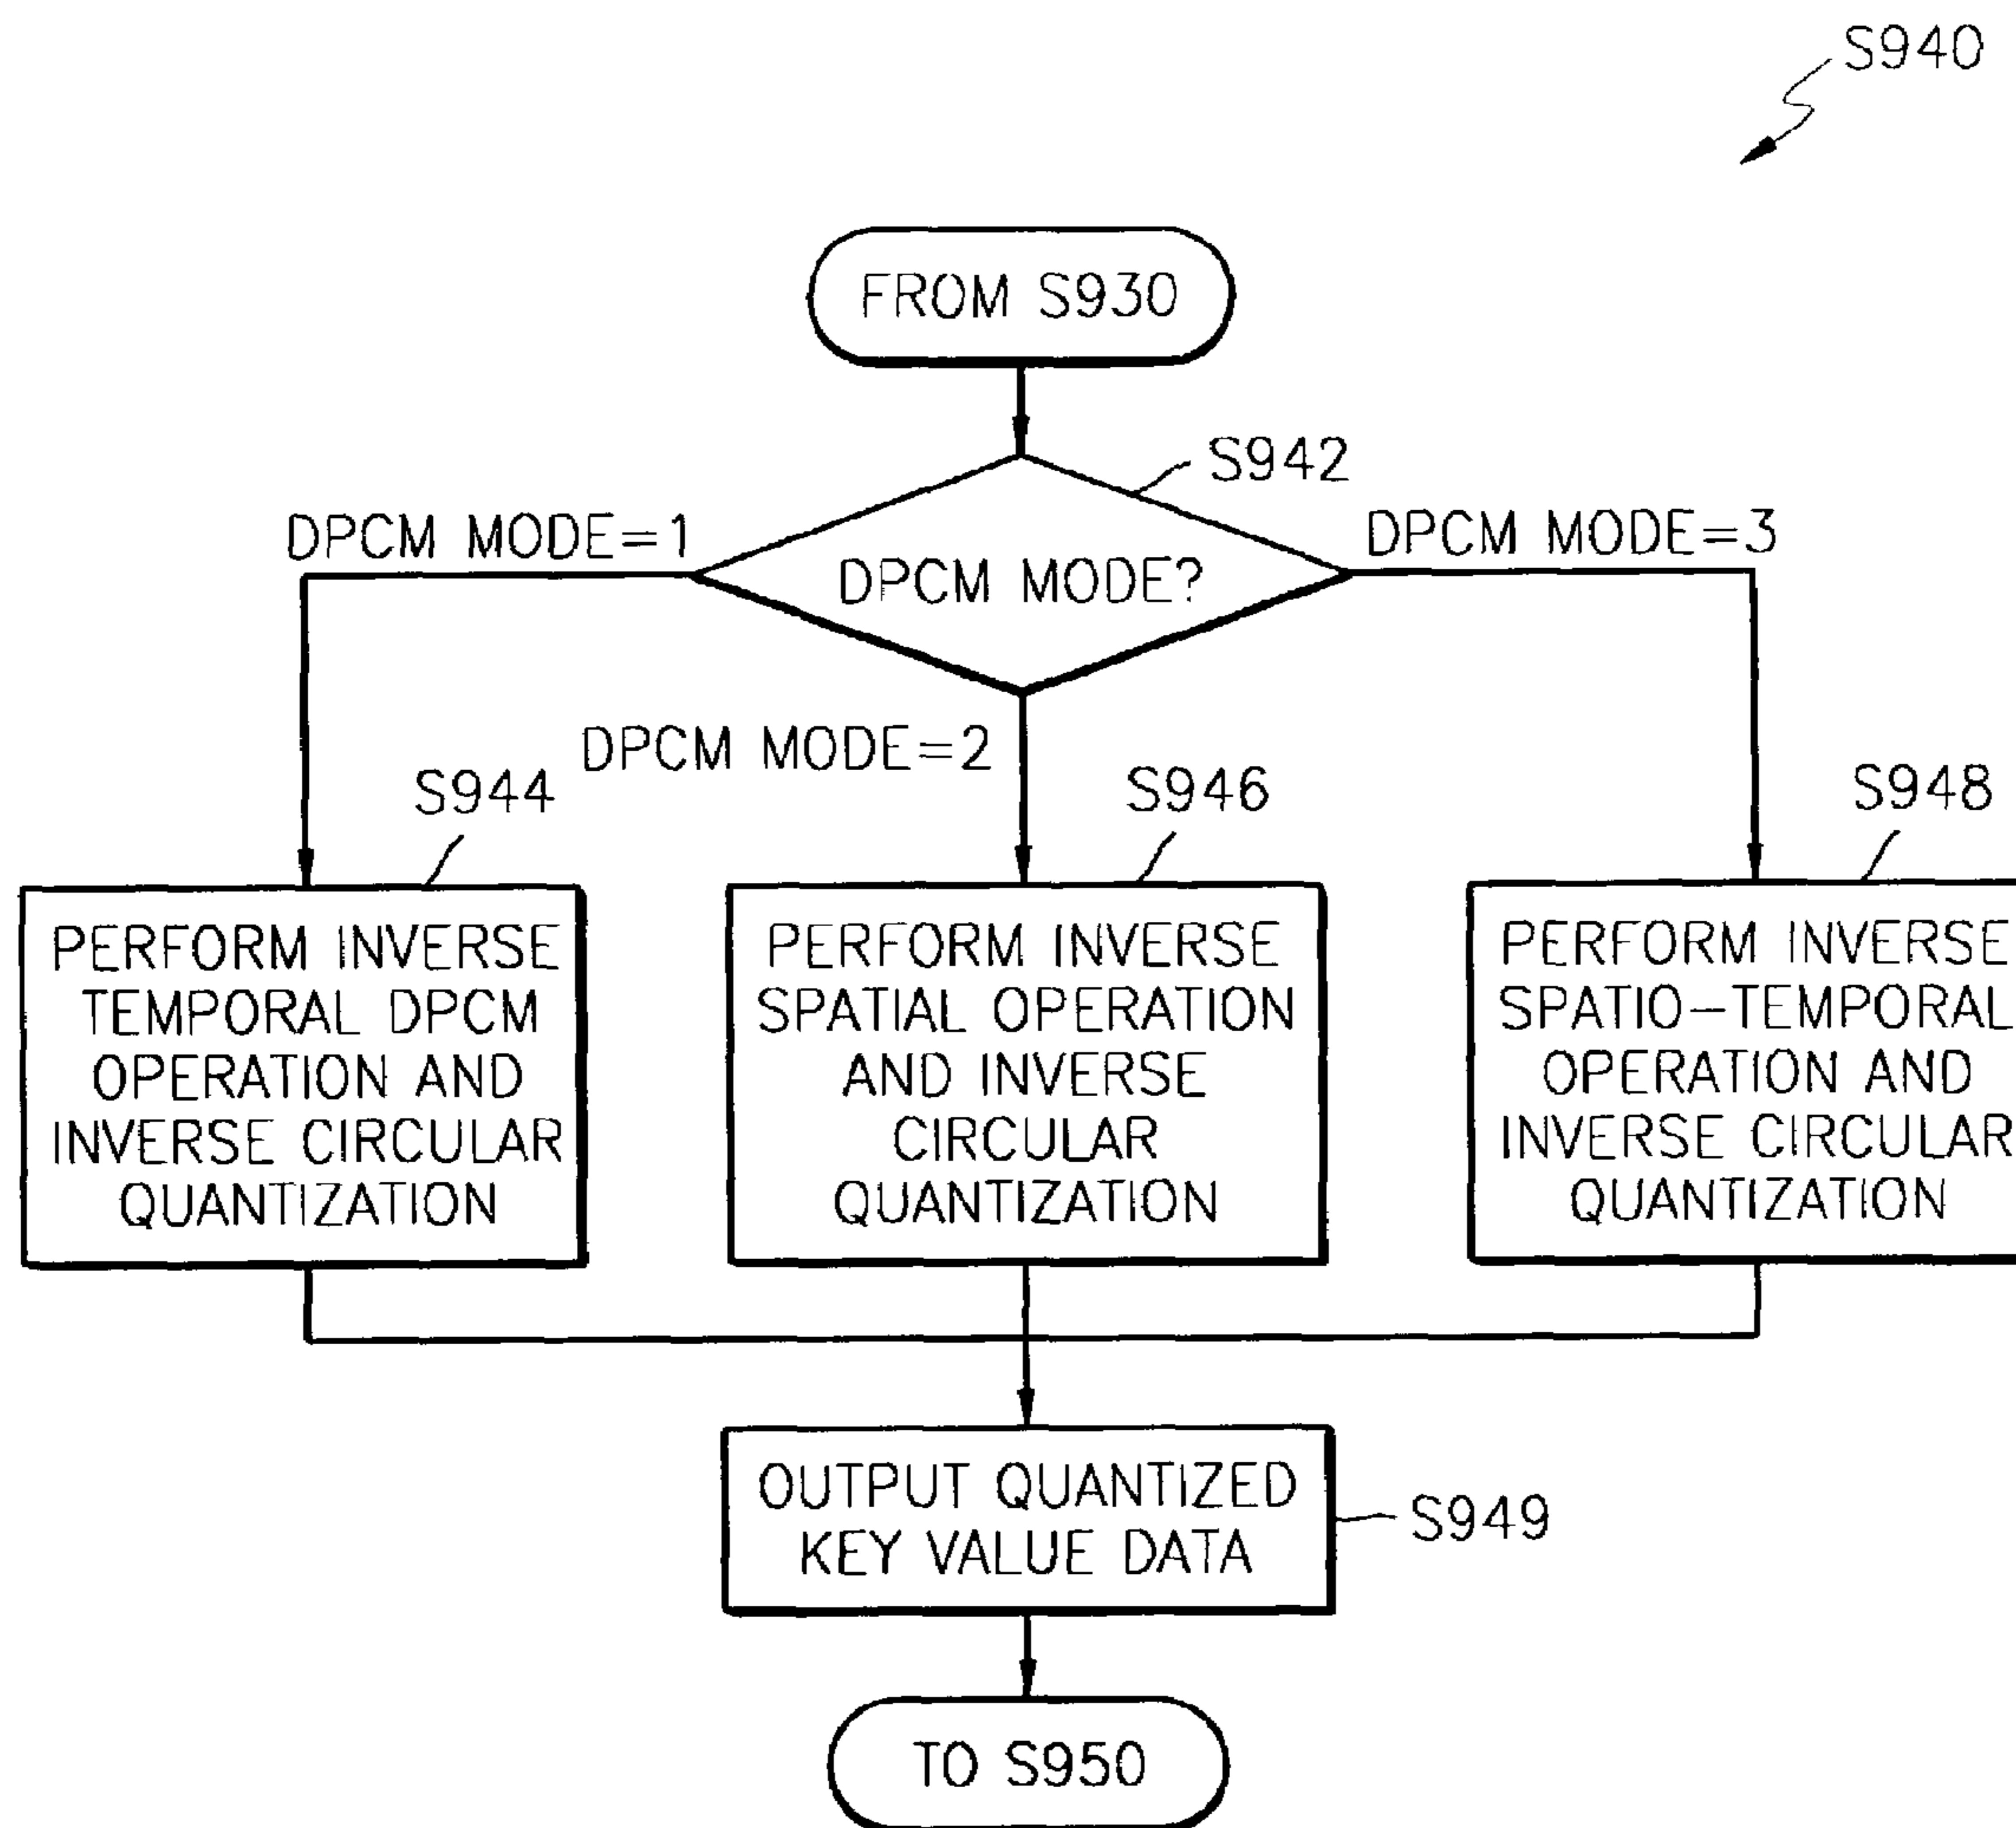 S940
FROM S930
S942
DPCM MODE=1
DPCM MODE?
DPCM MODE=3
DPCM MODE=2
S944
S946
S948
PERFORM INVERSE
TEMPORAL DPCM
OPERATION AND
INVERSE CIRCULAR
QUANTIZATION
PERFORM INVERSE
SPATIAL OPERATION
AND INVERSE
CIRCULAR
QUANTIZATION
PERFORM INVERSE
SPATIO-TEMPORAL
OPERATION AND
INVERSE CIRCULAR
QUANTIZATION
OUTPUT QUANTIZED
KEY VALUE DATA
S949
TO S950